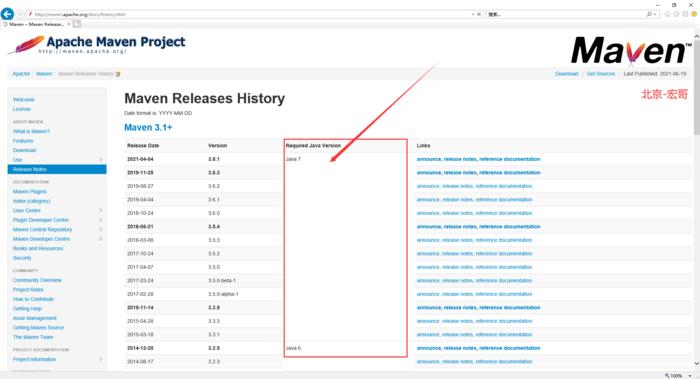 http://maven.apache.org/docs/history.html
搜索...
Maven – Maven Release...
Apache Maven Project
http://maven.apache.org/
Maven™
Apache / Maven / Maven Releases History
Download | Get Sources | Last Published: 2021-06-19
北京-宏哥
Welcome
License
ABOUT MAVEN
What is Maven?
Features
Download
Use
Release Notes
DOCUMENTATION
Maven Plugins
Index (category)
User Centre
Plugin Developer Centre
Maven Central Repository
Maven Developer Centre
Books and Resources
Security
COMMUNITY
Community Overview
Project Roles
How to Contribute
Getting Help
Issue Management
Getting Maven Source
The Maven Team
PROJECT DOCUMENTATION
Project Information
Maven Releases History
Date format is: YYYY-MM-DD
Maven 3.1+
Release Date Version Required Java Version Links
2021-04-04 3.8.1 Java 7 announce, release notes, reference documentation
2019-11-25 3.6.3 announce, release notes, reference documentation
2019-08-27 3.6.2 announce, release notes, reference documentation
2019-04-04 3.6.1 announce, release notes, reference documentation
2018-10-24 3.6.0 announce, release notes, reference documentation
2018-06-21 3.5.4 announce, release notes, reference documentation
2018-03-08 3.5.3 announce, release notes, reference documentation
2017-10-24 3.5.2 announce, release notes, reference documentation
2017-04-07 3.5.0 announce, release notes, reference documentation
2017-03-24 3.5.0-beta-1 announce, release notes, reference documentation
2017-02-28 3.5.0-alpha-1 announce, release notes, reference documentation
2015-11-14 3.3.9 announce, release notes, reference documentation
2015-04-28 3.3.3 announce, release notes, reference documentation
2015-03-18 3.3.1 announce, release notes, reference documentation
2014-12-20 3.2.5 Java 6 announce, release notes, reference documentation
2014-08-17 3.2.3 announce, release notes, reference documentation
100%